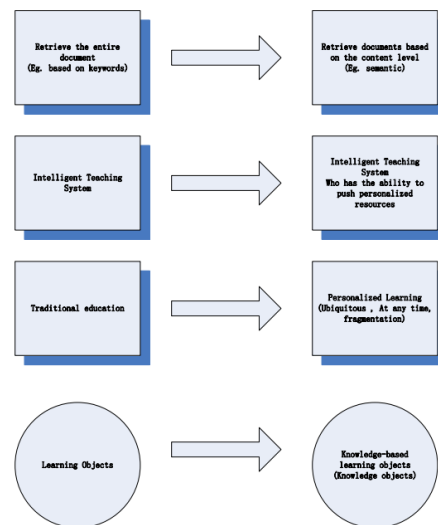 Retrieve the entire
document
(Eg. based on keywords)
Retrieve documents based
on the content level
(Eg. semantic)
Intelligent Teaching
System
Intelligent Teaching
System
Who has the ability to
push personalized
resources
Traditional education
Personalized Learning
(Ubiquitous , At any time,
fragmentation)
Learning Objects
Knowledge-based
learning objects
(Knowledge objects)